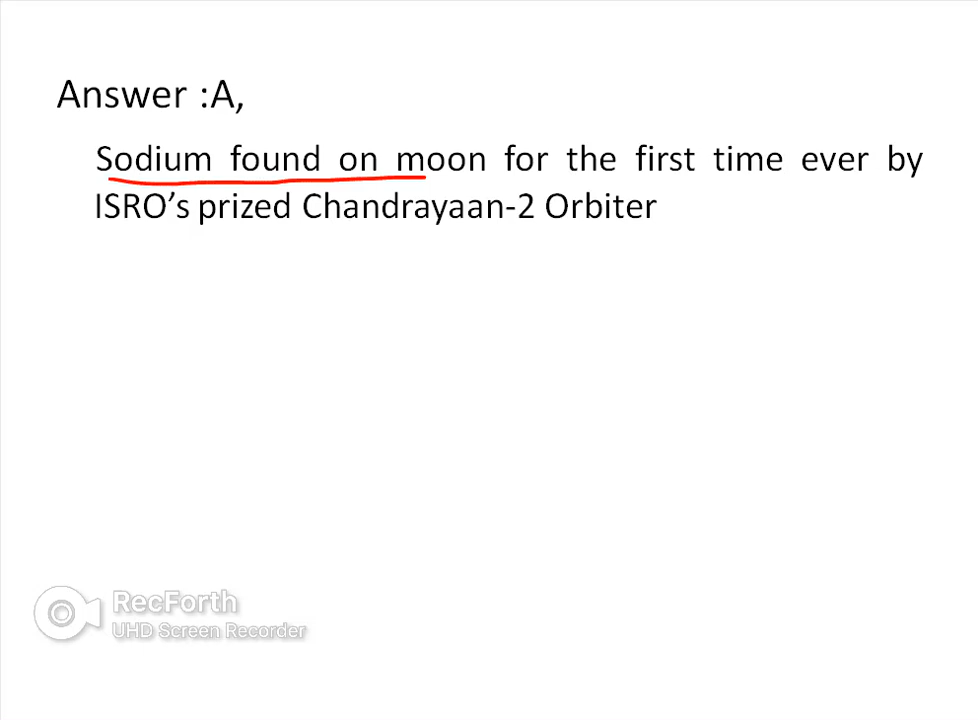 Answer :A,
Sodium found on moon for the first time ever by
ISRO’s prized Chandrayaan-2 Orbiter
RecForth
UHD Screen Recorder